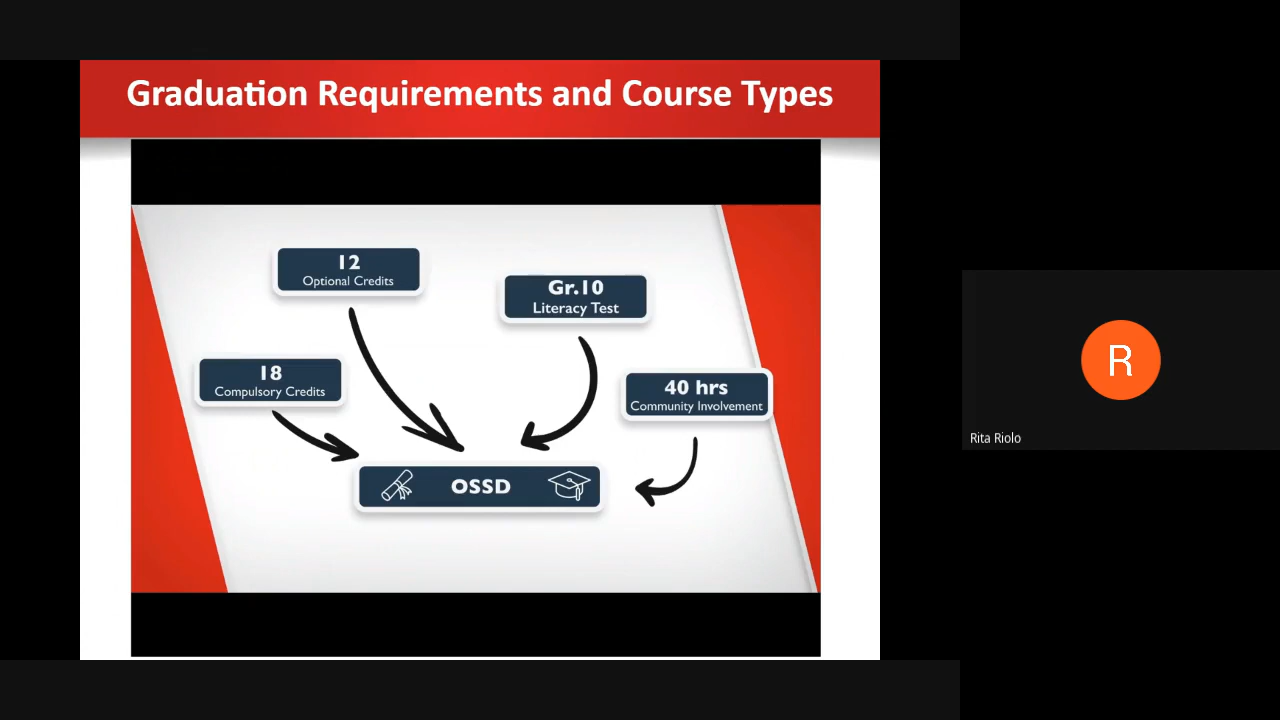 Graduation Requirements and Course Types
12
Optional Credits
Gr.10
Literacy Test
18
Compulsory Credits
40 hrs
Community Involvement
OSSD
R
Rita Riolo